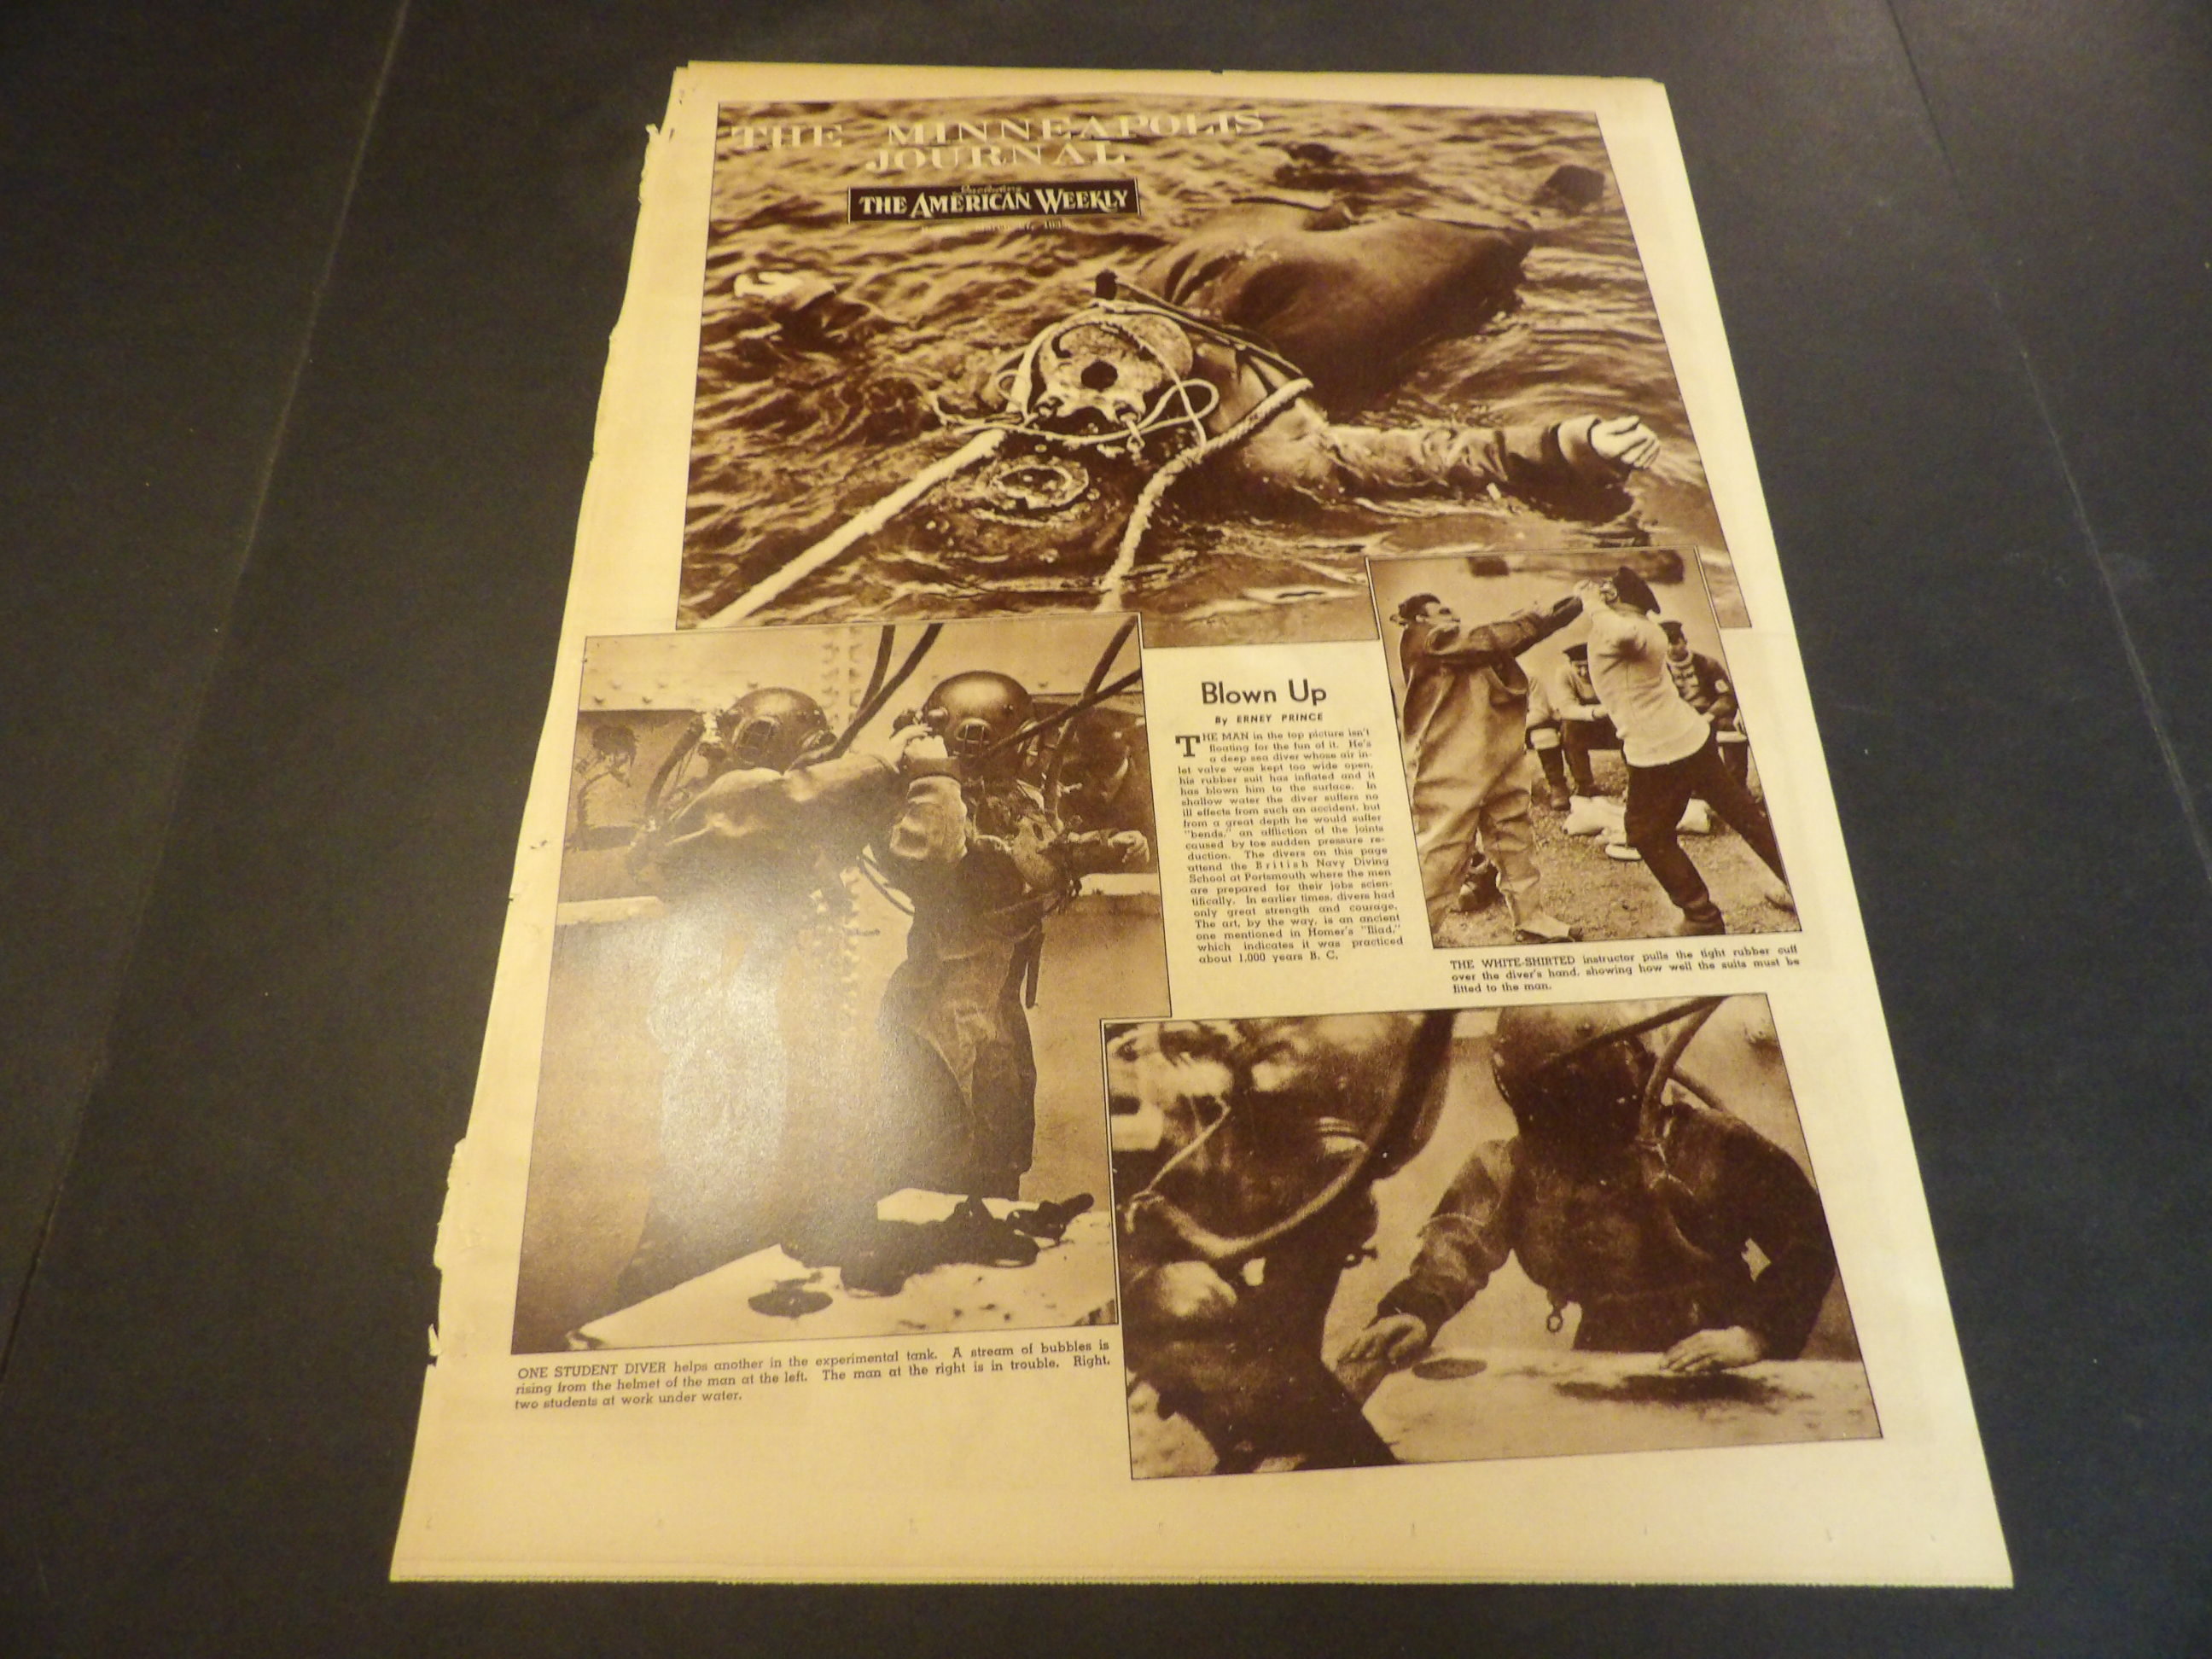 THE MINNEAPOLIS
JOURNAL
Including
THE AMERICAN WEEKLY
Blown Up
By ERNEY PRINCE
THE MAN in the top picture isn't
floating for the fun of it. He's
a deep sea diver whose air in-
let valve was kept too wide open,
his rubber suit has inflated and it
has blown him to the surface. In
shallow water the diver suffers no
ill effects from such an accident, but
from a great depth he would suffer
"bends," an affliction of the joints
caused by toe sudden pressure re-
duction. The divers on this page
attend the British Navy Diving
School at Portsmouth where the men
are prepared for their jobs scien-
tifically. In earlier times, divers had
only great strength and courage.
The art, by the way, is an ancient
one mentioned in Homer's "Iliad,"
which indicates it was practiced
about 1,000 years B. C.
THE WHITE-SHIRTED instructor pulls the tight rubber cuff
over the diver's hand, showing how well the suits must be
fitted to the man.
ONE STUDENT DIVER helps another in the experimental tank. A stream of bubbles is
rising from the helmet of the man at the left. The man at the right is in trouble. Right,
two students at work under water.